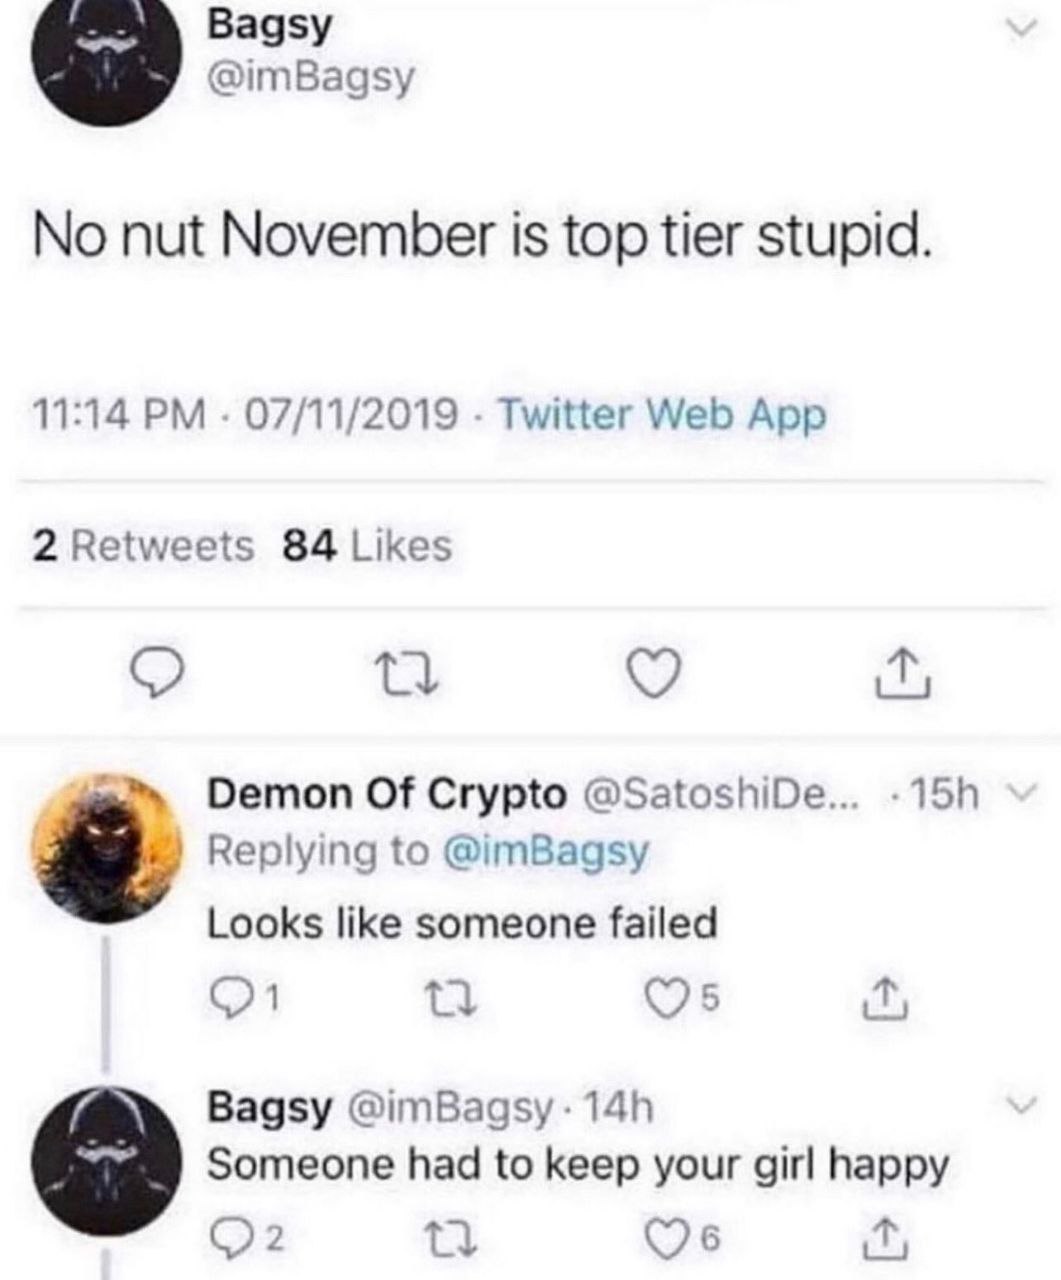 Bagsy
@imBagsy
No nut November is top tier stupid.
11:14 PM · 07/11/2019 · Twitter Web App
2 Retweets 84 Likes
Demon Of Crypto @SatoshiDe... · 15h
Replying to @imBagsy
Looks like someone failed
1 5
Bagsy @imBagsy · 14h
Someone had to keep your girl happy
2 6